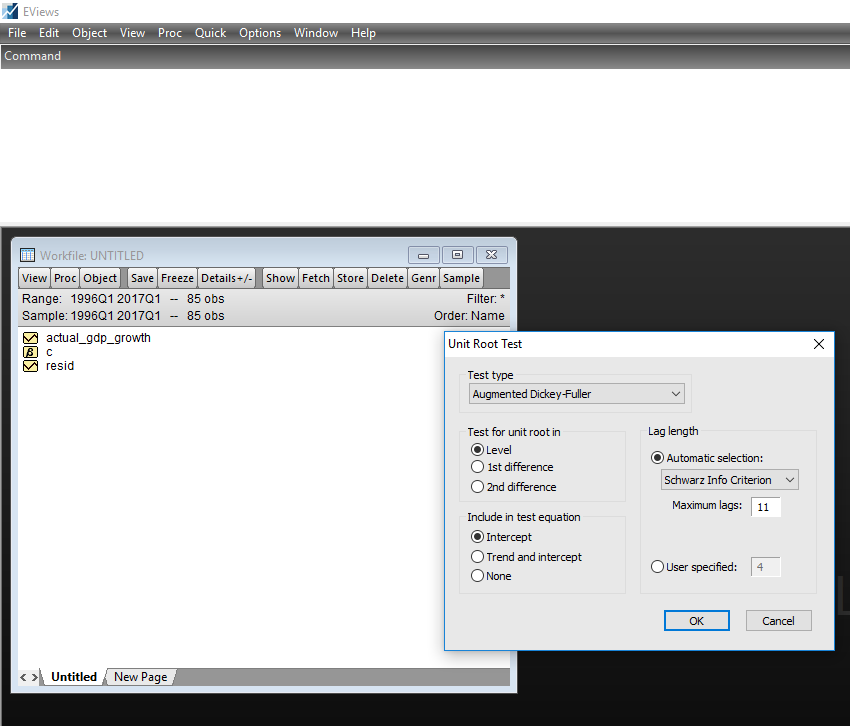 EViews
File Edit Object View Proc Quick Options Window Help
Command
Workfile: UNTITLED
View Proc Object Save Freeze Details+/- Show Fetch Store Delete Genr Sample
Range: 1996Q1 2017Q1 -- 85 obs Filter: *
Sample: 1996Q1 2017Q1 -- 85 obs Order: Name
actual_gdp_growth
β c
resid
Untitled New Page
Unit Root Test
Test type
Augmented Dickey-Fuller
Test for unit root in
Level
1st difference
2nd difference
Include in test equation
Intercept
Trend and intercept
None
Lag length
Automatic selection:
Schwarz Info Criterion
Maximum lags: 11
User specified: 4
OK Cancel